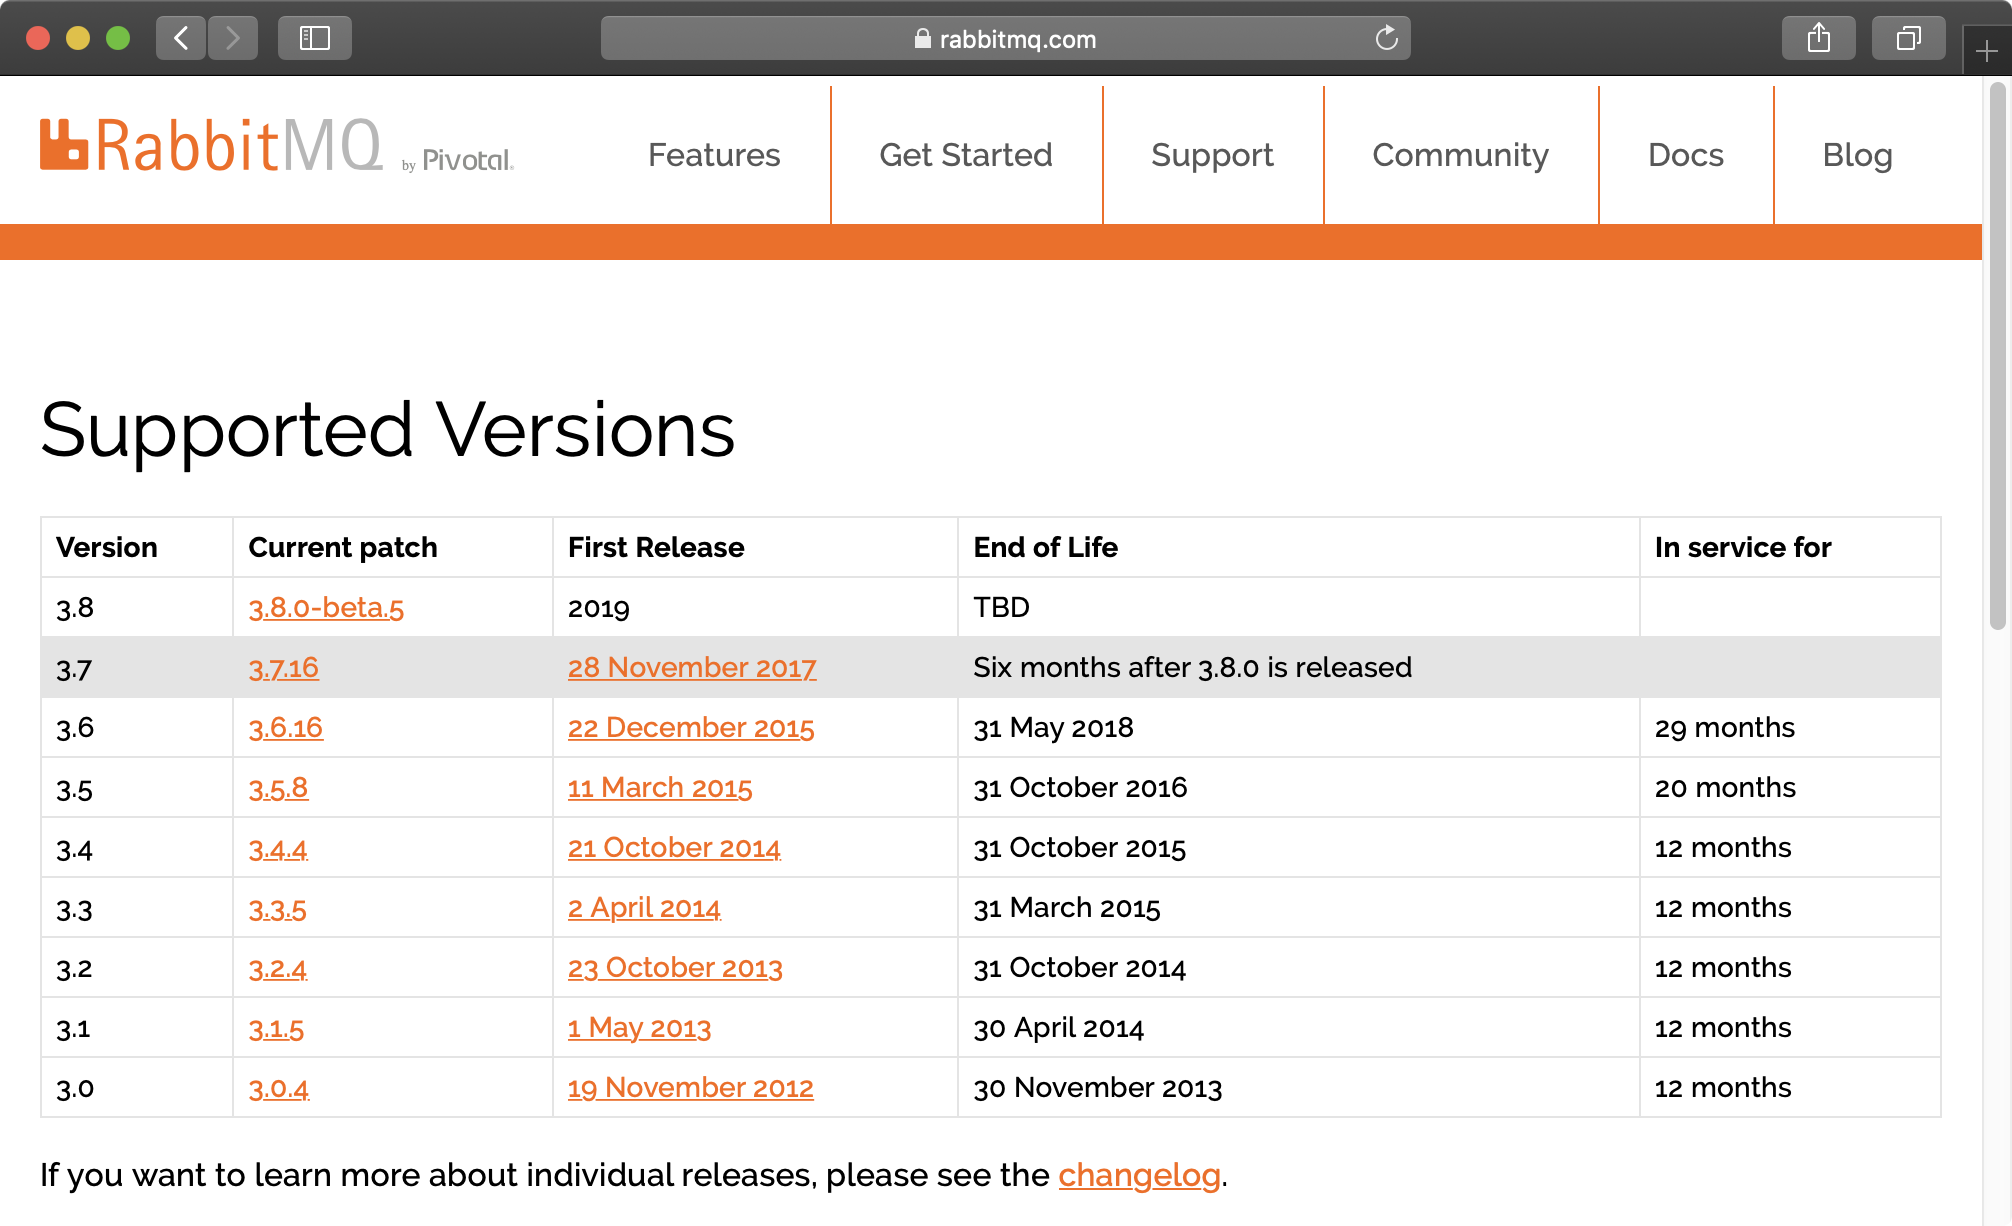 rabbitmq.com
RabbitMQ by Pivotal
Features Get Started Support Community Docs Blog
Supported Versions
Version Current patch First Release End of Life In service for
3.8 3.8.0-beta.5 2019 TBD
3.7 3.7.16 28 November 2017 Six months after 3.8.0 is released
3.6 3.6.16 22 December 2015 31 May 2018 29 months
3.5 3.5.8 11 March 2015 31 October 2016 20 months
3.4 3.4.4 21 October 2014 31 October 2015 12 months
3.3 3.3.5 2 April 2014 31 March 2015 12 months
3.2 3.2.4 23 October 2013 31 October 2014 12 months
3.1 3.1.5 1 May 2013 30 April 2014 12 months
3.0 3.0.4 19 November 2012 30 November 2013 12 months
If you want to learn more about individual releases, please see the changelog.